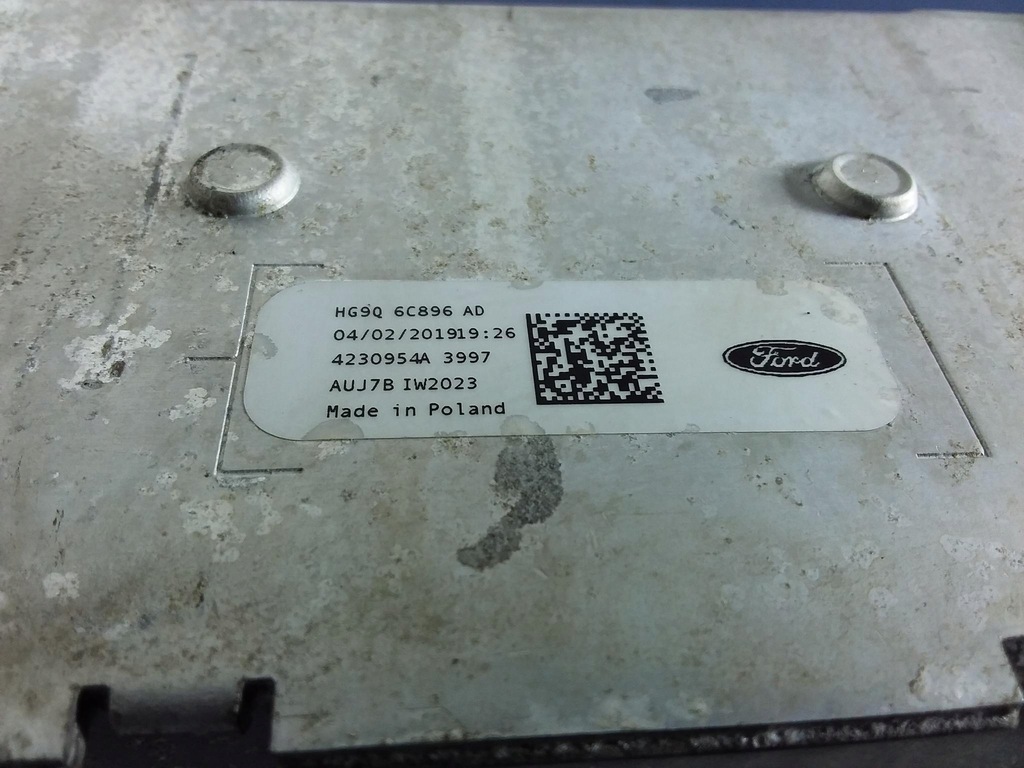 HG9Q 6C896 AD
04/02/201919:26
4230954A 3997
AUJ7B IW2023
Made in Poland
Ford